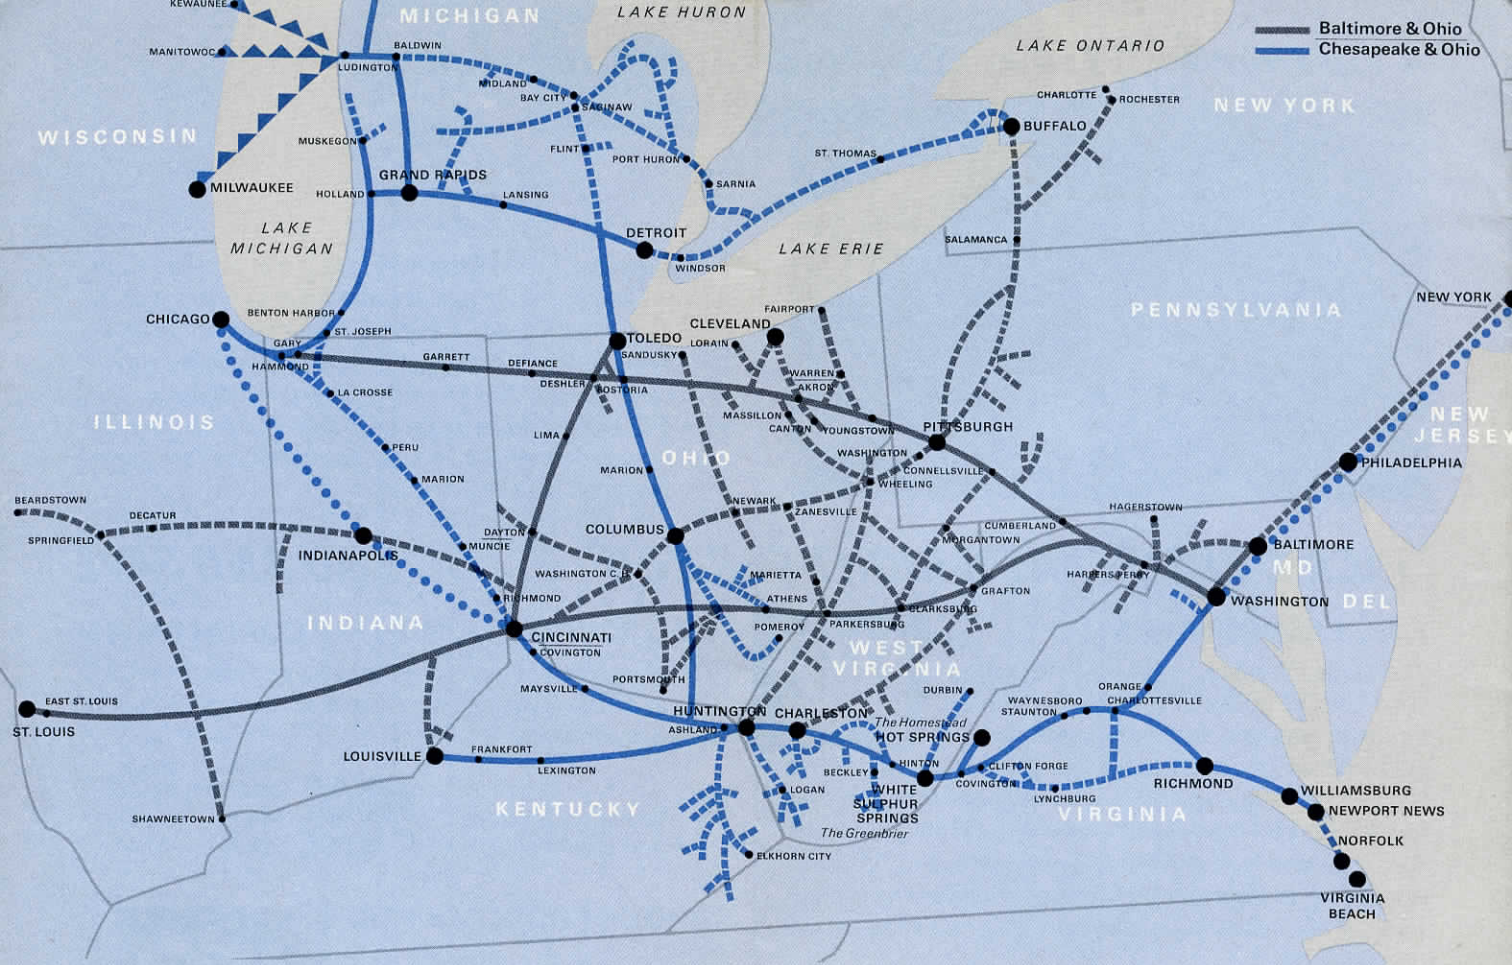 KEWAUNEE
MICHIGAN
LAKE HURON
Baltimore & Ohio
Chesapeake & Ohio
MANITOWOC
LUDINGTON
BALDWIN
LAKE ONTARIO
MIDLAND
BAY CITY
SAGINAW
CHARLOTTE
ROCHESTER
NEW YORK
WISCONSIN
MUSKEGON
FLINT
PORT HURON
ST. THOMAS
BUFFALO
MILWAUKEE
HOLLAND
GRAND RAPIDS
LANSING
SARNIA
LAKE
MICHIGAN
DETROIT
WINDSOR
LAKE ERIE
SALAMANCA
CHICAGO
BENTON HARBOR
ST. JOSEPH
GARY
HAMMOND
GARRETT
DEFIANCE
DESHLER
TOLEDO
FOSTORIA
SANDUSKY
LORAIN
CLEVELAND
FAIRPORT
WARREN
AKRON
PENNSYLVANIA
NEW YORK
LA CROSSE
ILLINOIS
LIMA
PERU
MARION
MARION
OHIO
MASSILLON
CANTON
YOUNGSTOWN
PITTSBURGH
WASHINGTON
CONNELLSVILLE
WHEELING
NEW
JERSEY
PHILADELPHIA
BEARDSTOWN
DECATUR
SPRINGFIELD
INDIANAPOLIS
MUNCIE
DAYTON
COLUMBUS
NEWARK
ZANESVILLE
MORGANTOWN
CUMBERLAND
HAGERSTOWN
BALTIMORE
MD
HARPERS FERRY
WASHINGTON
DEL
RICHMOND
WASHINGTON C.H.
MARIETTA
ATHENS
POMEROY
PARKERSBURG
CLARKSBURG
GRAFTON
INDIANA
CINCINNATI
COVINGTON
WEST
VIRGINIA
MAYSVILLE
PORTSMOUTH
DURBIN
ORANGE
WAYNESBORO
STAUNTON
CHARLOTTESVILLE
EAST ST. LOUIS
ST. LOUIS
HUNTINGTON
CHARLESTON
ASHLAND
The Homestead
HOT SPRINGS
LOUISVILLE
FRANKFORT
LEXINGTON
HINTON
BECKLEY
COVINGTON
CLIFTON FORGE
LYNCHBURG
RICHMOND
LOGAN
WHITE
SULPHUR
SPRINGS
The Greenbrier
VIRGINIA
WILLIAMSBURG
NEWPORT NEWS
NORFOLK
KENTUCKY
SHAWNEETOWN
ELKHORN CITY
VIRGINIA
BEACH